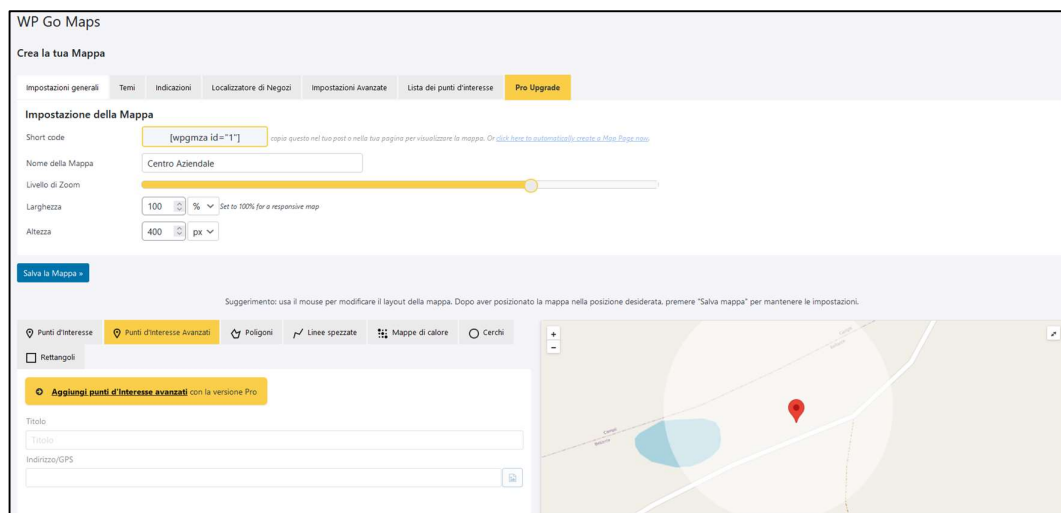 WP Go Maps
Crea la tua Mappa
Impostazioni generali Temi Indicazioni Localizzatore di Negozi Impostazioni Avanzate Lista dei punti d'interesse Pro Upgrade
Impostazione della Mappa
Short code [wpgmza id="1"] copia questo nel tuo post o nella tua pagina per visualizzare la mappa. Or click here to automatically create a Map Page now.
Nome della Mappa Centro Aziendale
Livello di Zoom
Larghezza 100 % Set to 100% for a responsive map
Altezza 400 px
Salva la Mappa »
Suggerimento: usa il mouse per modificare il layout della mappa. Dopo aver posizionato la mappa nella posizione desiderata, premere "Salva mappa" per mantenere le impostazioni.
Punti d'Interesse Punti d'Interesse Avanzati Poligoni Linee spezzate Mappe di calore Cerchi
Rettangoli
Aggiungi punti d'Interesse avanzati con la versione Pro
Titolo
Titolo
Indirizzo/GPS
+
−